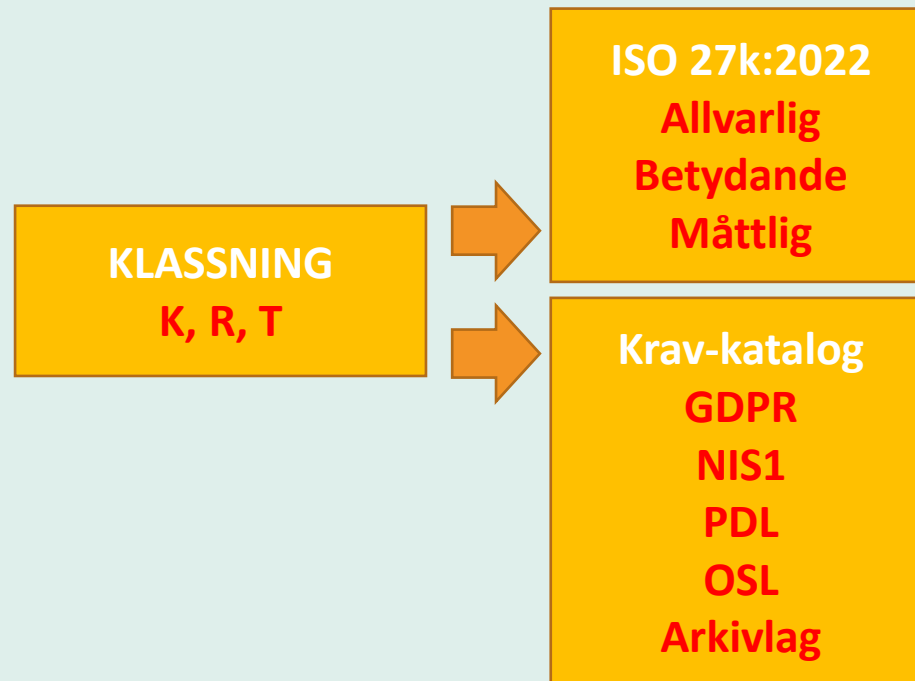 KLASSNING
K, R, T
ISO 27k:2022
Allvarlig
Betydande
Måttlig
Krav-katalog
GDPR
NIS1
PDL
OSL
Arkivlag